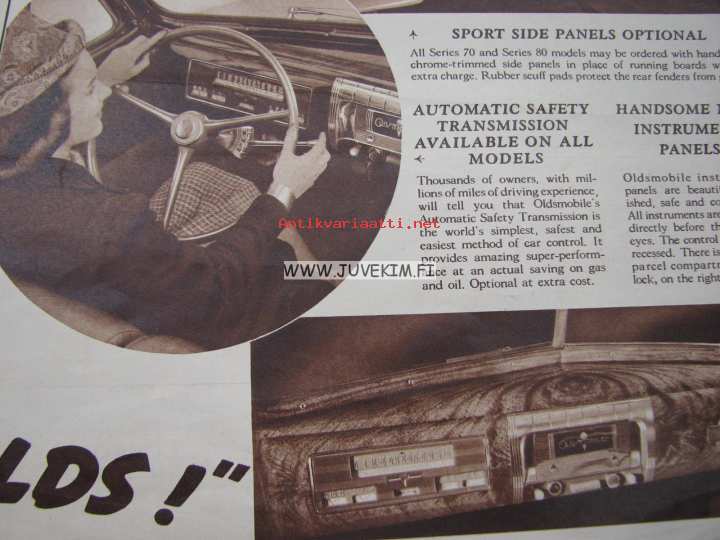 SPORT SIDE PANELS OPTIONAL
All Series 70 and Series 80 models may be ordered with hand
chrome-trimmed side panels in place of running boards w
extra charge. Rubber scuff pads protect the rear fenders from
AUTOMATIC SAFETY
TRANSMISSION
AVAILABLE ON ALL
MODELS
Thousands of owners, with mil-
lions of miles of driving experience,
will tell you that Oldsmobile's
Automatic Safety Transmission is
the world's simplest, safest and
easiest method of car control. It
provides amazing super-perform-
ance at an actual saving on gas
and oil. Optional at extra cost.
HANDSOME
INSTRUME
PANELS
Oldsmobile inst
panels are beauti
ished, safe and co
All instruments are
directly before th
eyes. The control
recessed. There is
parcel compartm
lock, on the right
Antikvariaatti.net
WWW.JUVEKIM.FI
LDS!"